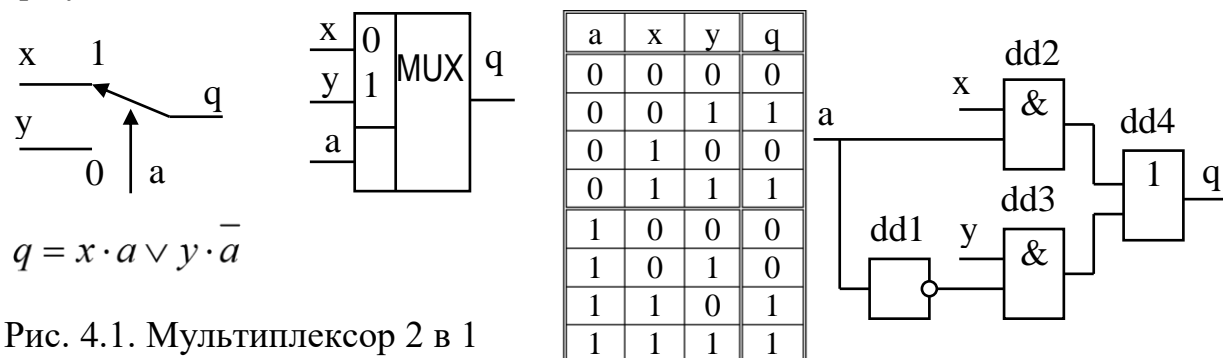 x 1
q
y
0 a
x 0
y 1
MUX q
a
q = x · a ∨ y · a̅
Рис. 4.1. Мультиплексор 2 в 1
a x y q
0 0 0 0
0 0 1 1
0 1 0 0
0 1 1 1
1 0 0 0
1 0 1 0
1 1 0 1
1 1 1 1
dd2
x &
a
dd4
1 q
dd3
dd1 y &